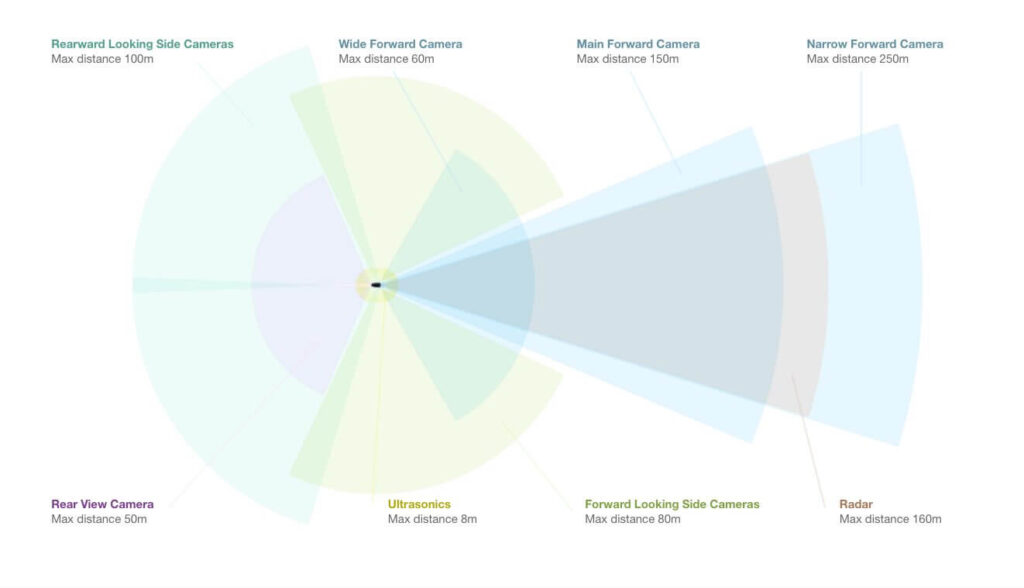 Rearward Looking Side Cameras
Max distance 100m
Wide Forward Camera
Max distance 60m
Main Forward Camera
Max distance 150m
Narrow Forward Camera
Max distance 250m
Rear View Camera
Max distance 50m
Ultrasonics
Max distance 8m
Forward Looking Side Cameras
Max distance 80m
Radar
Max distance 160m